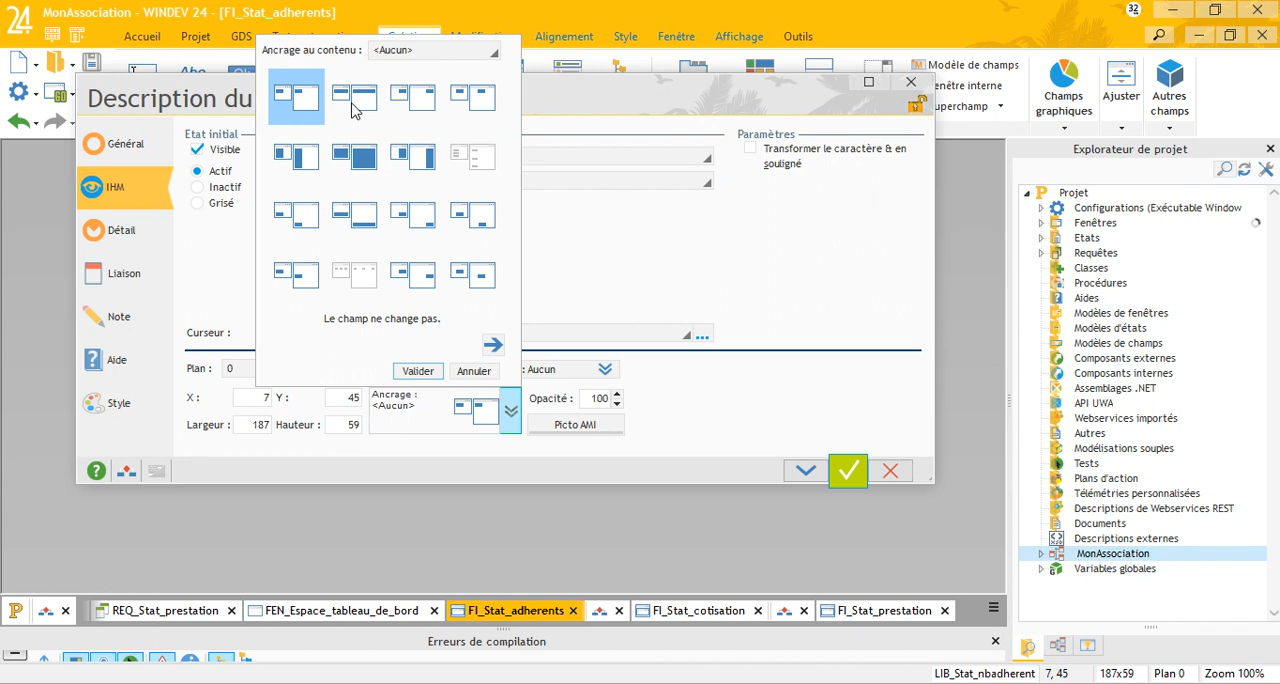 24 MonAssociation - WINDEV 24 - [FI_Stat_adherents]
32
Accueil Projet GDS Modification Alignement Style Fenêtre Affichage Outils
Modèle de champs
enêtre interne
uperchamp
Champs graphiques
Ajuster
Autres champs
Description du
Ancrage au contenu : <Aucun>
Général
IHM
Détail
Liaison
Note
Aide
Style
Etat initial
Visible
Actif
Inactif
Grisé
Paramètres
Transformer le caractère & en
souligné
Le champ ne change pas.
Curseur :
Valider Annuler
Plan : 0
: Aucun
X : 7 Y : 45
Ancrage :
<Aucun>
Opacité : 100
Largeur : 187 Hauteur : 59
Picto AMI
Explorateur de projet
Projet
Configurations (Exécutable Window
Fenêtres
Etats
Requêtes
Classes
Procédures
Aides
Modèles de fenêtres
Modèles d'états
Modèles de champs
Composants externes
Composants internes
Assemblages .NET
API UWA
Webservices importés
Autres
Modélisations souples
Tests
Plans d'action
Télémétries personnalisées
Descriptions de Webservices REST
Documents
Descriptions externes
MonAssociation
Variables globales
REQ_Stat_prestation FEN_Espace_tableau_de_bord FI_Stat_adherents FI_Stat_cotisation FI_Stat_prestation
Erreurs de compilation
LIB_Stat_nbadherent 7, 45 187x59 Plan 0 Zoom 100%